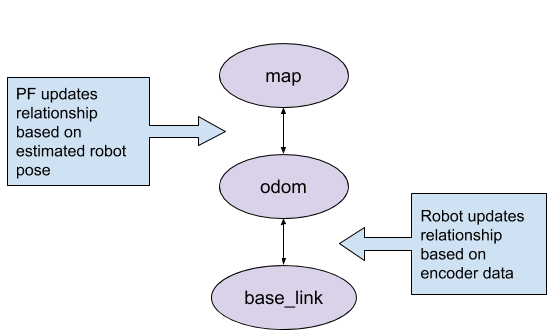 map
PF updates
relationship
based on
estimated robot
pose
odom
Robot updates
relationship
based on
encoder data
base_link